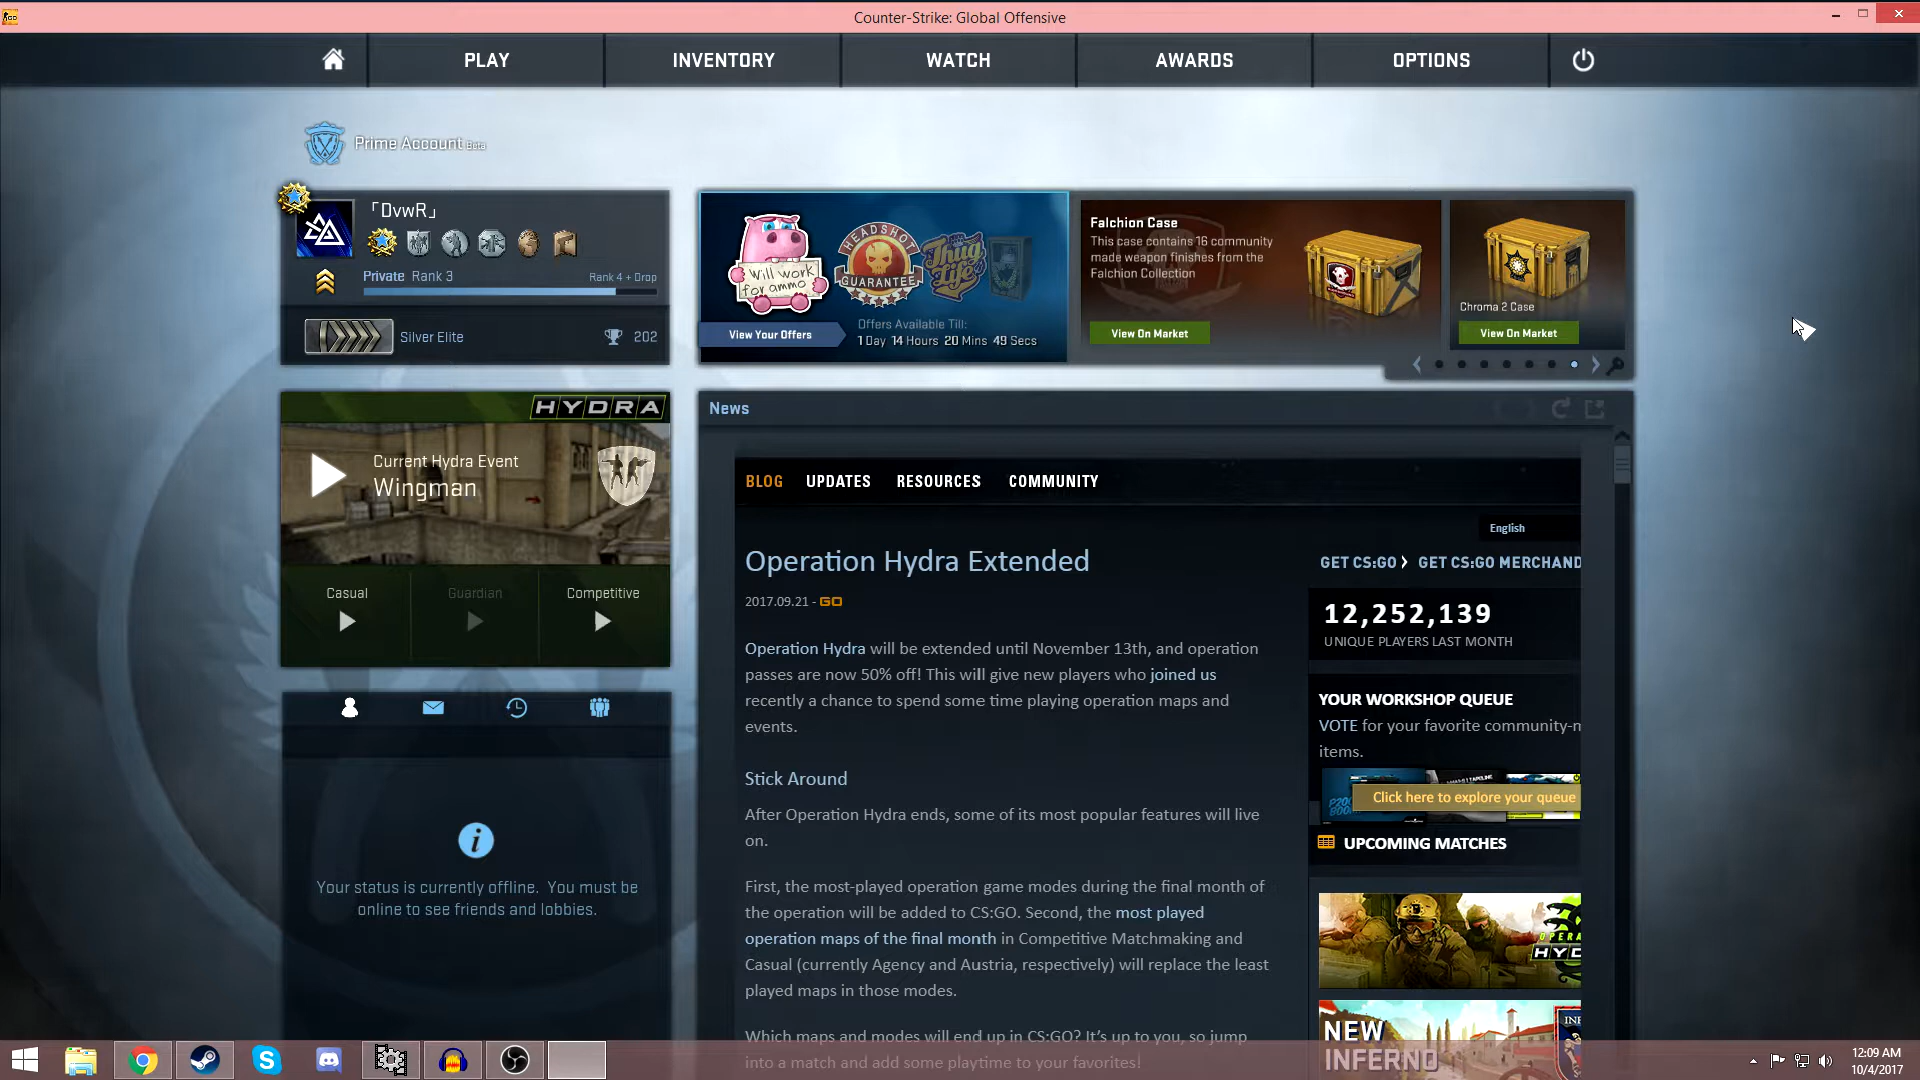 Counter-Strike: Global Offensive
PLAY
INVENTORY
WATCH
AWARDS
OPTIONS
Prime Account Beta
「DvwR」
Private Rank 3
Rank 4 + Drop
Silver Elite
202
Will work
for ammo
HEADSHOT
GUARANTEE
Thug
Life
View Your Offers
Offers Available Till:
1 Day 14 Hours 20 Mins 49 Secs
Falchion Case
This case contains 16 community
made weapon finishes from the
Falchion Collection
View On Market
Chroma 2 Case
View On Market
HYDRA
Current Hydra Event
Wingman
Casual
Guardian
Competitive
Your status is currently offline. You must be
online to see friends and lobbies.
News
BLOG UPDATES RESOURCES COMMUNITY
English
Operation Hydra Extended
2017.09.21 - GO
Operation Hydra will be extended until November 13th, and operation
passes are now 50% off! This will give new players who joined us
recently a chance to spend some time playing operation maps and
events.
Stick Around
After Operation Hydra ends, some of its most popular features will live
on.
First, the most-played operation game modes during the final month of
the operation will be added to CS:GO. Second, the most played
operation maps of the final month in Competitive Matchmaking and
Casual (currently Agency and Austria, respectively) will replace the least
played maps in those modes.
Which maps and modes will end up in CS:GO? It's up to you, so jump
into a match and add some playtime to your favorites!
GET CS:GO GET CS:GO MERCHAND
12,252,139
UNIQUE PLAYERS LAST MONTH
YOUR WORKSHOP QUEUE
VOTE for your favorite community-m
items.
Click here to explore your queue
UPCOMING MATCHES
OPERA
HYD
NEW
INFERNO
12:09 AM
10/4/2017